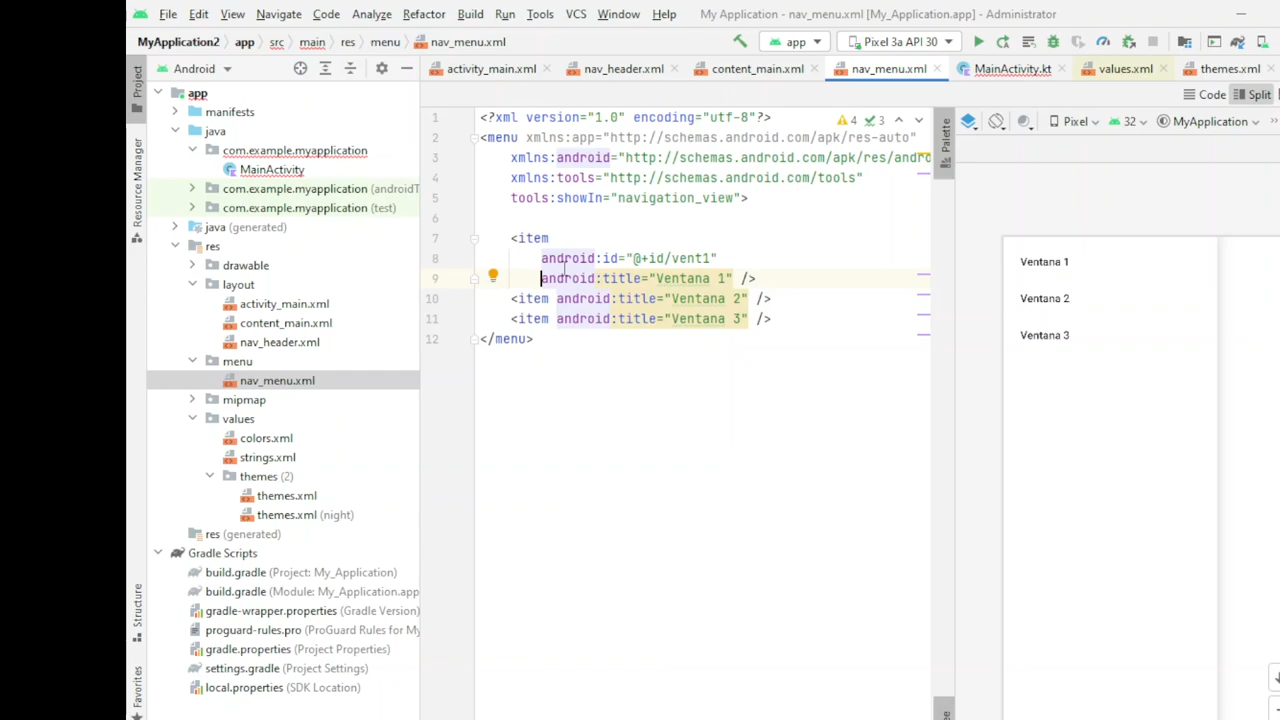 File Edit View Navigate Code Analyze Refactor Build Run Tools VCS Window Help My Application - nav_menu.xml [My_Application.app] - Administrator
MyApplication2 app src main res menu nav_menu.xml app Pixel 3a API 30
Project
Android
activity_main.xml nav_header.xml content_main.xml nav_menu.xml MainActivity.kt values.xml themes.xml
Code Split
Pixel 32 MyApplication
Palette
Resource Manager
Structure
Favorites
app
manifests
java
com.example.myapplication
MainActivity
com.example.myapplication (androidT
com.example.myapplication (test)
java (generated)
res
drawable
layout
activity_main.xml
content_main.xml
nav_header.xml
menu
nav_menu.xml
mipmap
values
colors.xml
strings.xml
themes (2)
themes.xml
themes.xml (night)
res (generated)
Gradle Scripts
build.gradle (Project: My_Application)
build.gradle (Module: My_Application.app
gradle-wrapper.properties (Gradle Version)
proguard-rules.pro (ProGuard Rules for My
gradle.properties (Project Properties)
settings.gradle (Project Settings)
local.properties (SDK Location)
4 3
1 <?xml version="1.0" encoding="utf-8"?>
2 <menu xmlns:app="http://schemas.android.com/apk/res-auto"
3 xmlns:android="http://schemas.android.com/apk/res/andro
4 xmlns:tools="http://schemas.android.com/tools"
5 tools:showIn="navigation_view">
6
7 <item
8 android:id="@+id/vent1"
9 android:title="Ventana 1" />
10 <item android:title="Ventana 2" />
11 <item android:title="Ventana 3" />
12 </menu>
Ventana 1
Ventana 2
Ventana 3